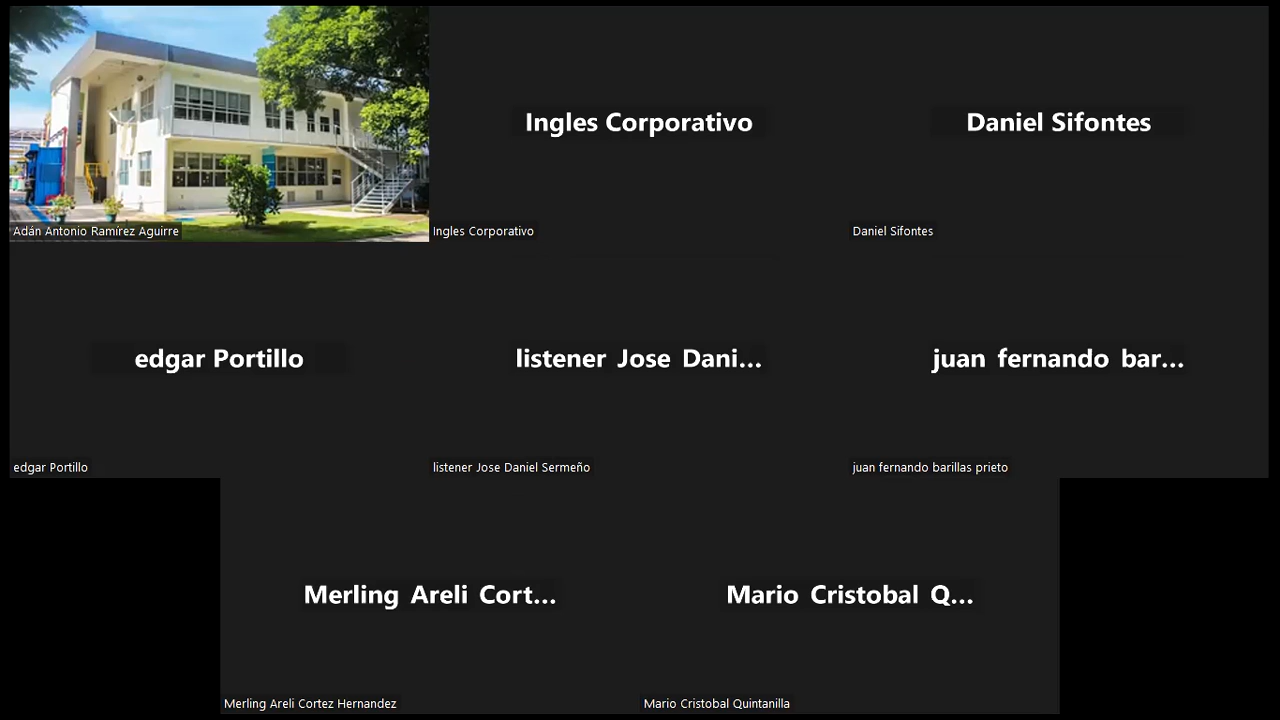 Adán Antonio Ramírez Aguirre
Ingles Corporativo
Ingles Corporativo
Daniel Sifontes
Daniel Sifontes
edgar Portillo
edgar Portillo
listener Jose Dani...
listener Jose Daniel Sermeño
juan fernando bar...
juan fernando barillas prieto
Merling Areli Cort...
Merling Areli Cortez Hernandez
Mario Cristobal Q...
Mario Cristobal Quintanilla